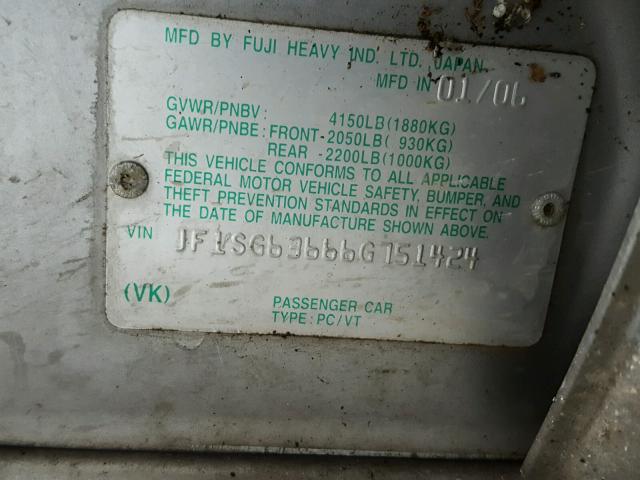 MFD BY FUJI HEAVY IND. LTD. JAPAN
MFD IN 01/06
GVWR/PNBV: 4150LB(1880KG)
GAWR/PNBE: FRONT-2050LB( 930KG)
REAR -2200LB(1000KG)
THIS VEHICLE CONFORMS TO ALL APPLICABLE
FEDERAL MOTOR VEHICLE SAFETY, BUMPER, AND
THEFT PREVENTION STANDARDS IN EFFECT ON
THE DATE OF MANUFACTURE SHOWN ABOVE.
VIN JF1SG63666G751424
(VK) PASSENGER CAR
TYPE: PC/VT